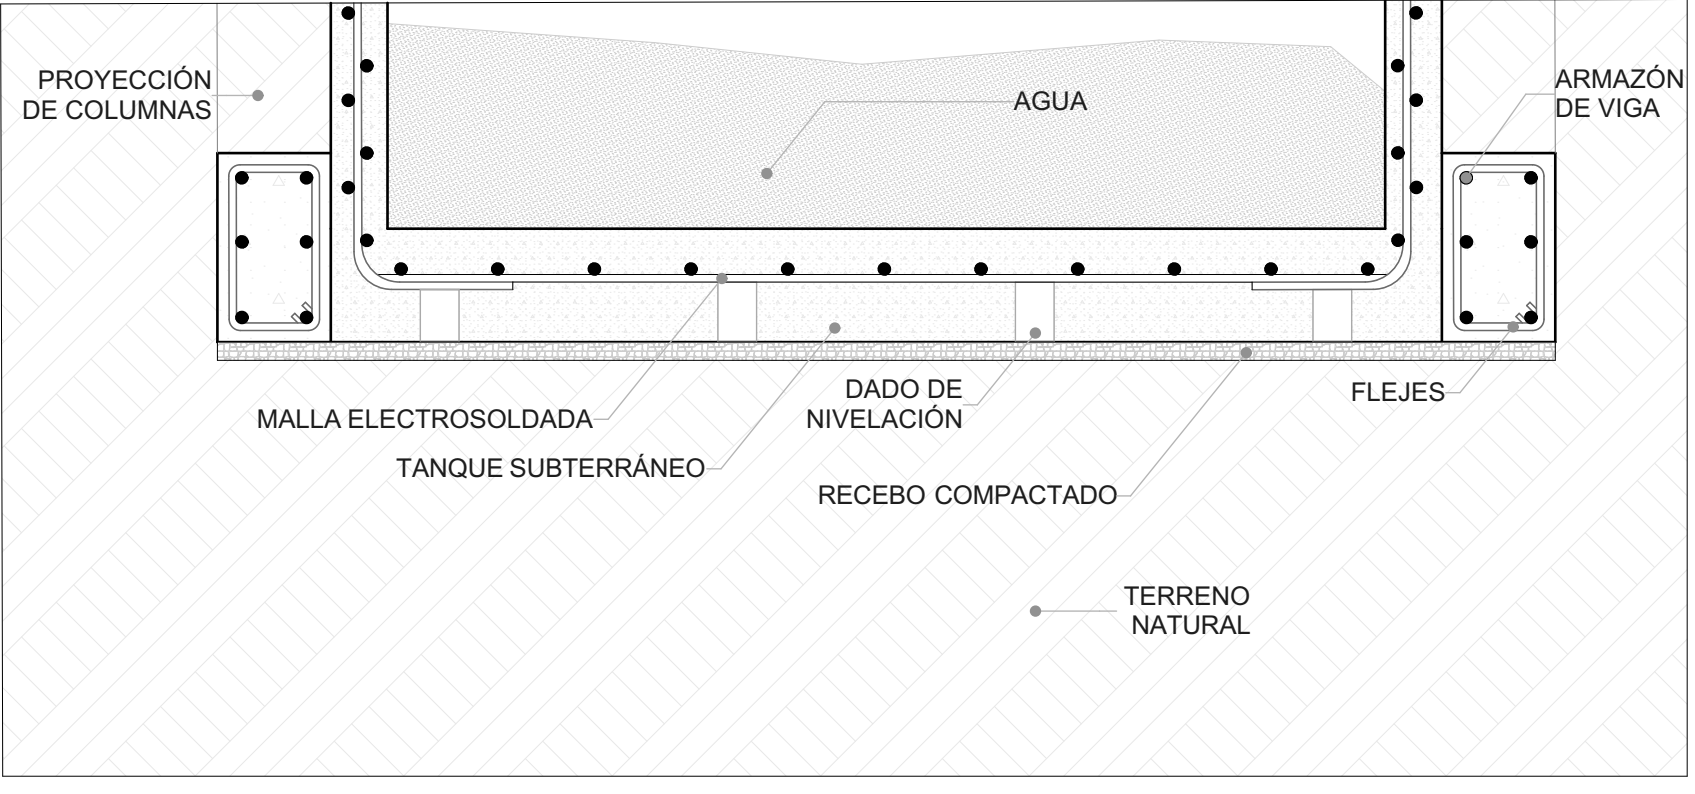 PROYECCIÓN
DE COLUMNAS
AGUA
ARMAZÓN
DE VIGA
MALLA ELECTROSOLDADA
TANQUE SUBTERRÁNEO
DADO DE
NIVELACIÓN
RECEBO COMPACTADO
FLEJES
TERRENO
NATURAL